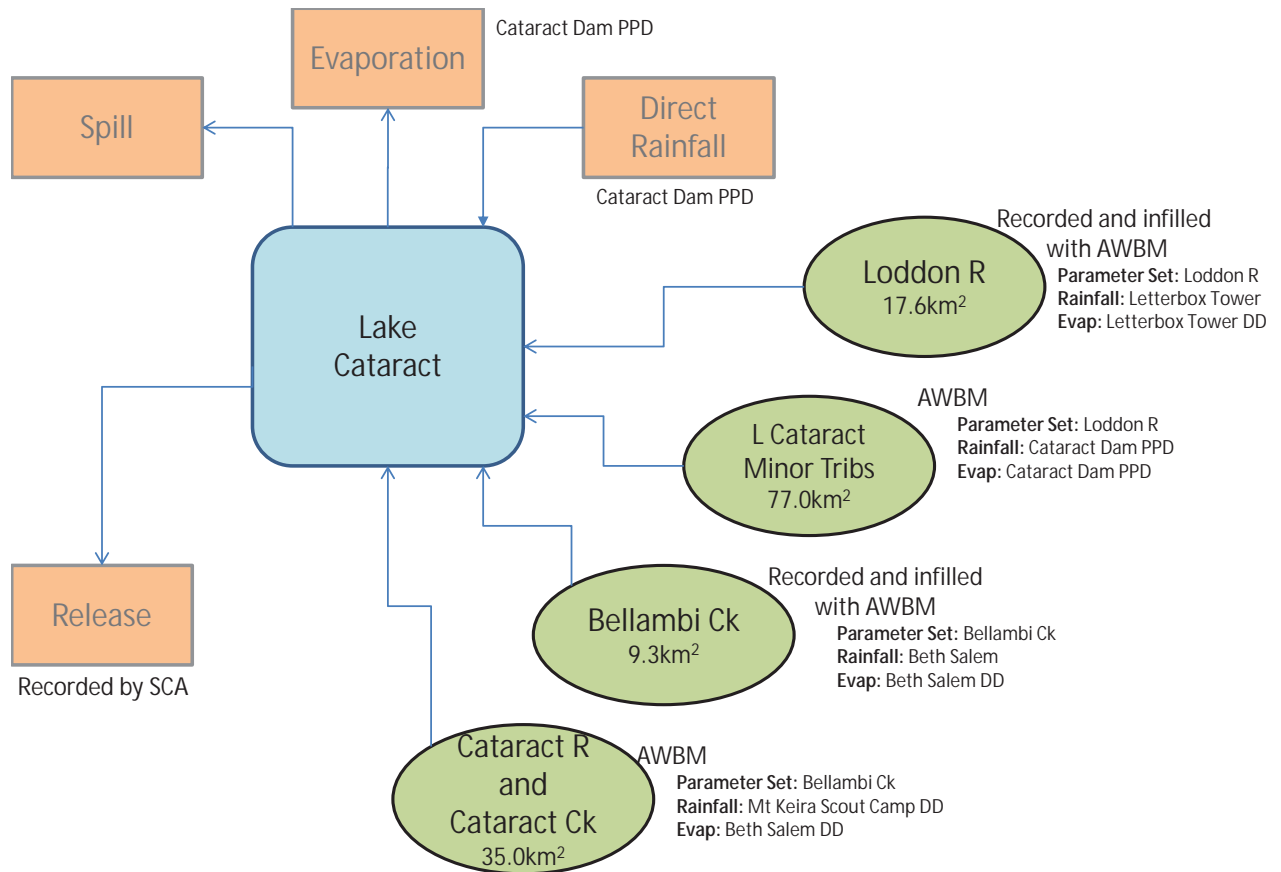 Cataract Dam PPD
Evaporation
Spill
Direct
Rainfall
Cataract Dam PPD
Lake
Cataract
Recorded and infilled
with AWBM
Loddon R
17.6km²
Parameter Set: Loddon R
Rainfall: Letterbox Tower
Evap: Letterbox Tower DD
AWBM
L Cataract
Minor Tribs
77.0km²
Parameter Set: Loddon R
Rainfall: Cataract Dam PPD
Evap: Cataract Dam PPD
Release
Recorded by SCA
Recorded and infilled
with AWBM
Bellambi Ck
9.3km²
Parameter Set: Bellambi Ck
Rainfall: Beth Salem
Evap: Beth Salem DD
Cataract R
and
Cataract Ck
35.0km²
AWBM
Parameter Set: Bellambi Ck
Rainfall: Mt Keira Scout Camp DD
Evap: Beth Salem DD